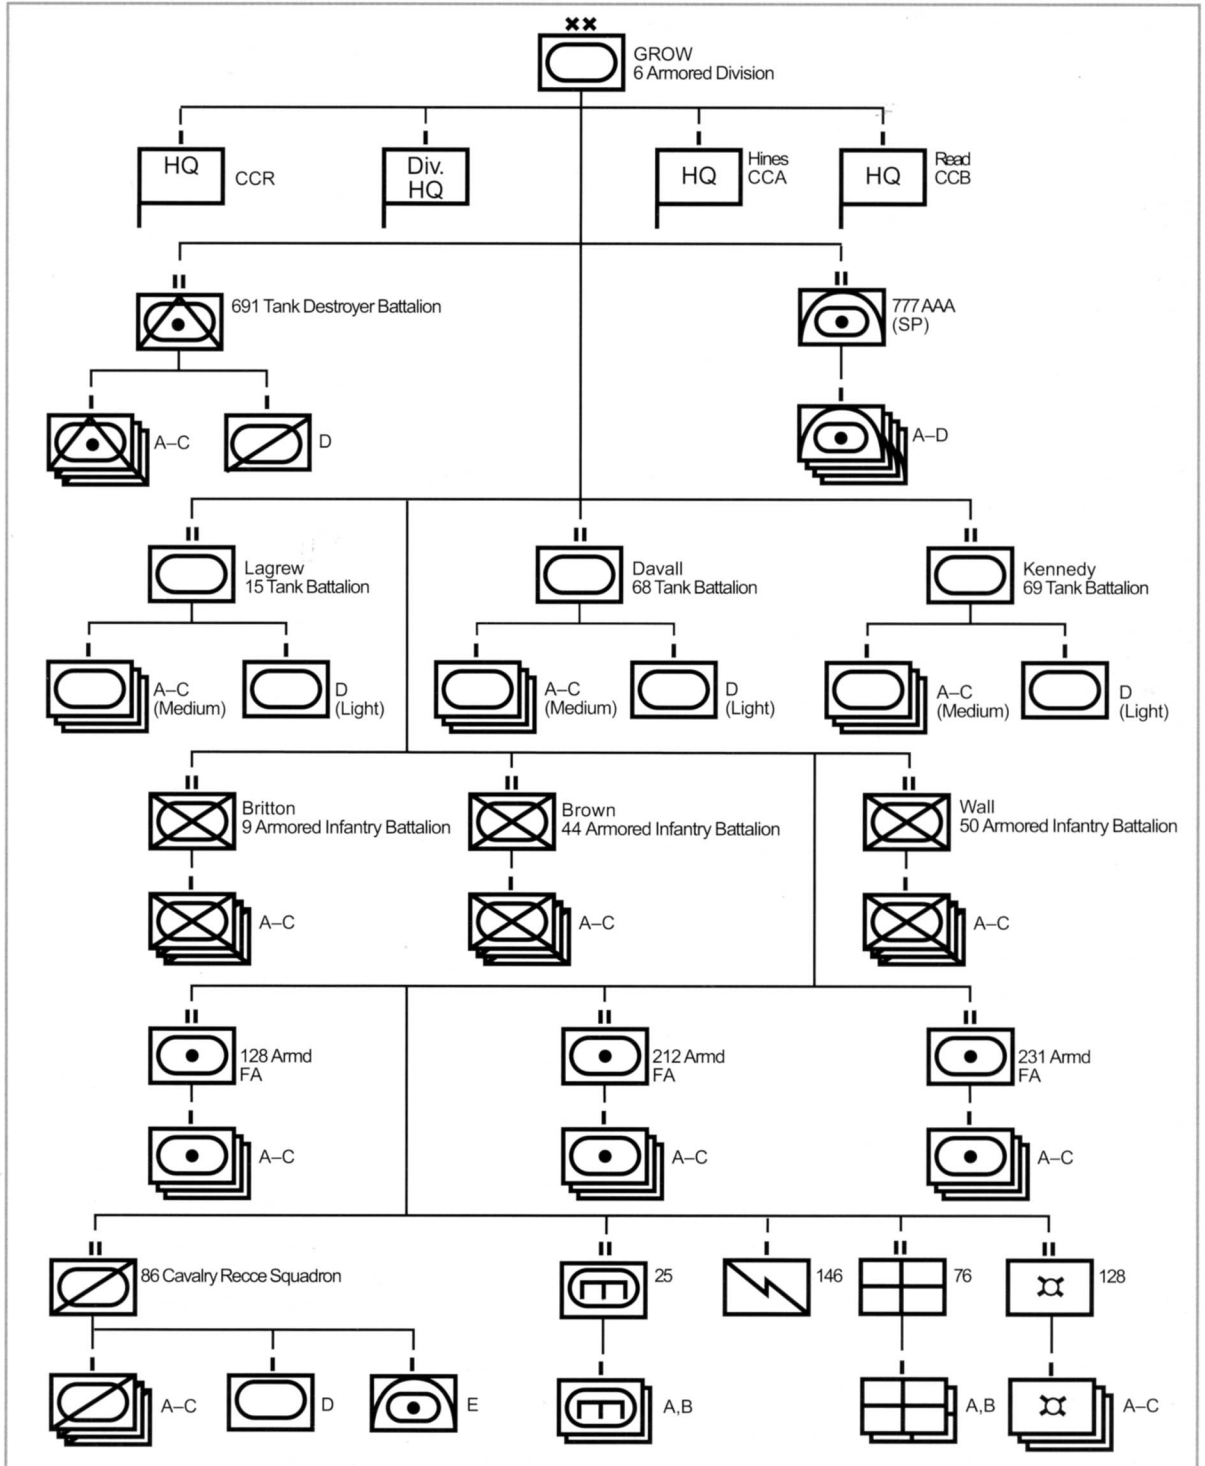 GROW
6 Armored Division
HQ
CCR
Div.
HQ
HQ
Hines
CCA
HQ
Read
CCB
691 Tank Destroyer Battalion
777 AAA
(SP)
A–C
D
A–D
Lagrew
15 Tank Battalion
Davall
68 Tank Battalion
Kennedy
69 Tank Battalion
A–C
(Medium)
D
(Light)
A–C
(Medium)
D
(Light)
A–C
(Medium)
D
(Light)
Britton
9 Armored Infantry Battalion
Brown
44 Armored Infantry Battalion
Wall
50 Armored Infantry Battalion
A–C
A–C
A–C
128 Armd
FA
212 Armd
FA
231 Armd
FA
A–C
A–C
A–C
86 Cavalry Recce Squadron
25
146
76
128
A–C
D
E
A,B
A,B
A–C